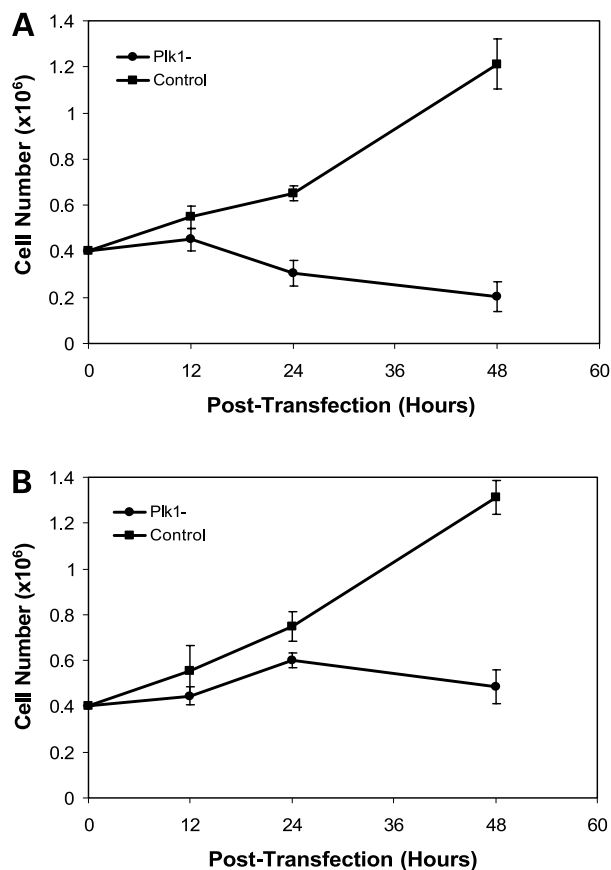 A
Plk1-
Control
Cell Number (x10⁶)
1.4
1.2
1
0.8
0.6
0.4
0.2
0
0 12 24 36 48 60
Post-Transfection (Hours)
B
Plk1-
Control
Cell Number (x10⁶)
1.4
1.2
1
0.8
0.6
0.4
0.2
0
0 12 24 36 48 60
Post-Transfection (Hours)